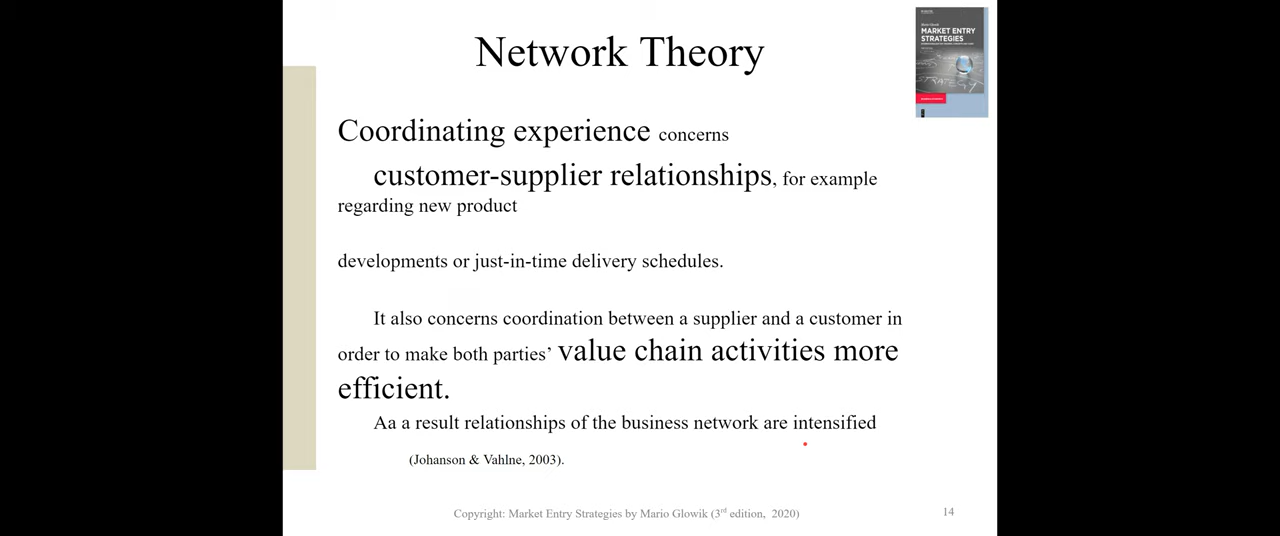 Network Theory
MARKET ENTRY
STRATEGIES
Coordinating experience concerns
customer-supplier relationships, for example
regarding new product
developments or just-in-time delivery schedules.
It also concerns coordination between a supplier and a customer in
order to make both parties’ value chain activities more
efficient.
Aa a result relationships of the business network are intensified
(Johanson & Vahlne, 2003).
Copyright: Market Entry Strategies by Mario Glowik (3rd edition, 2020)
14